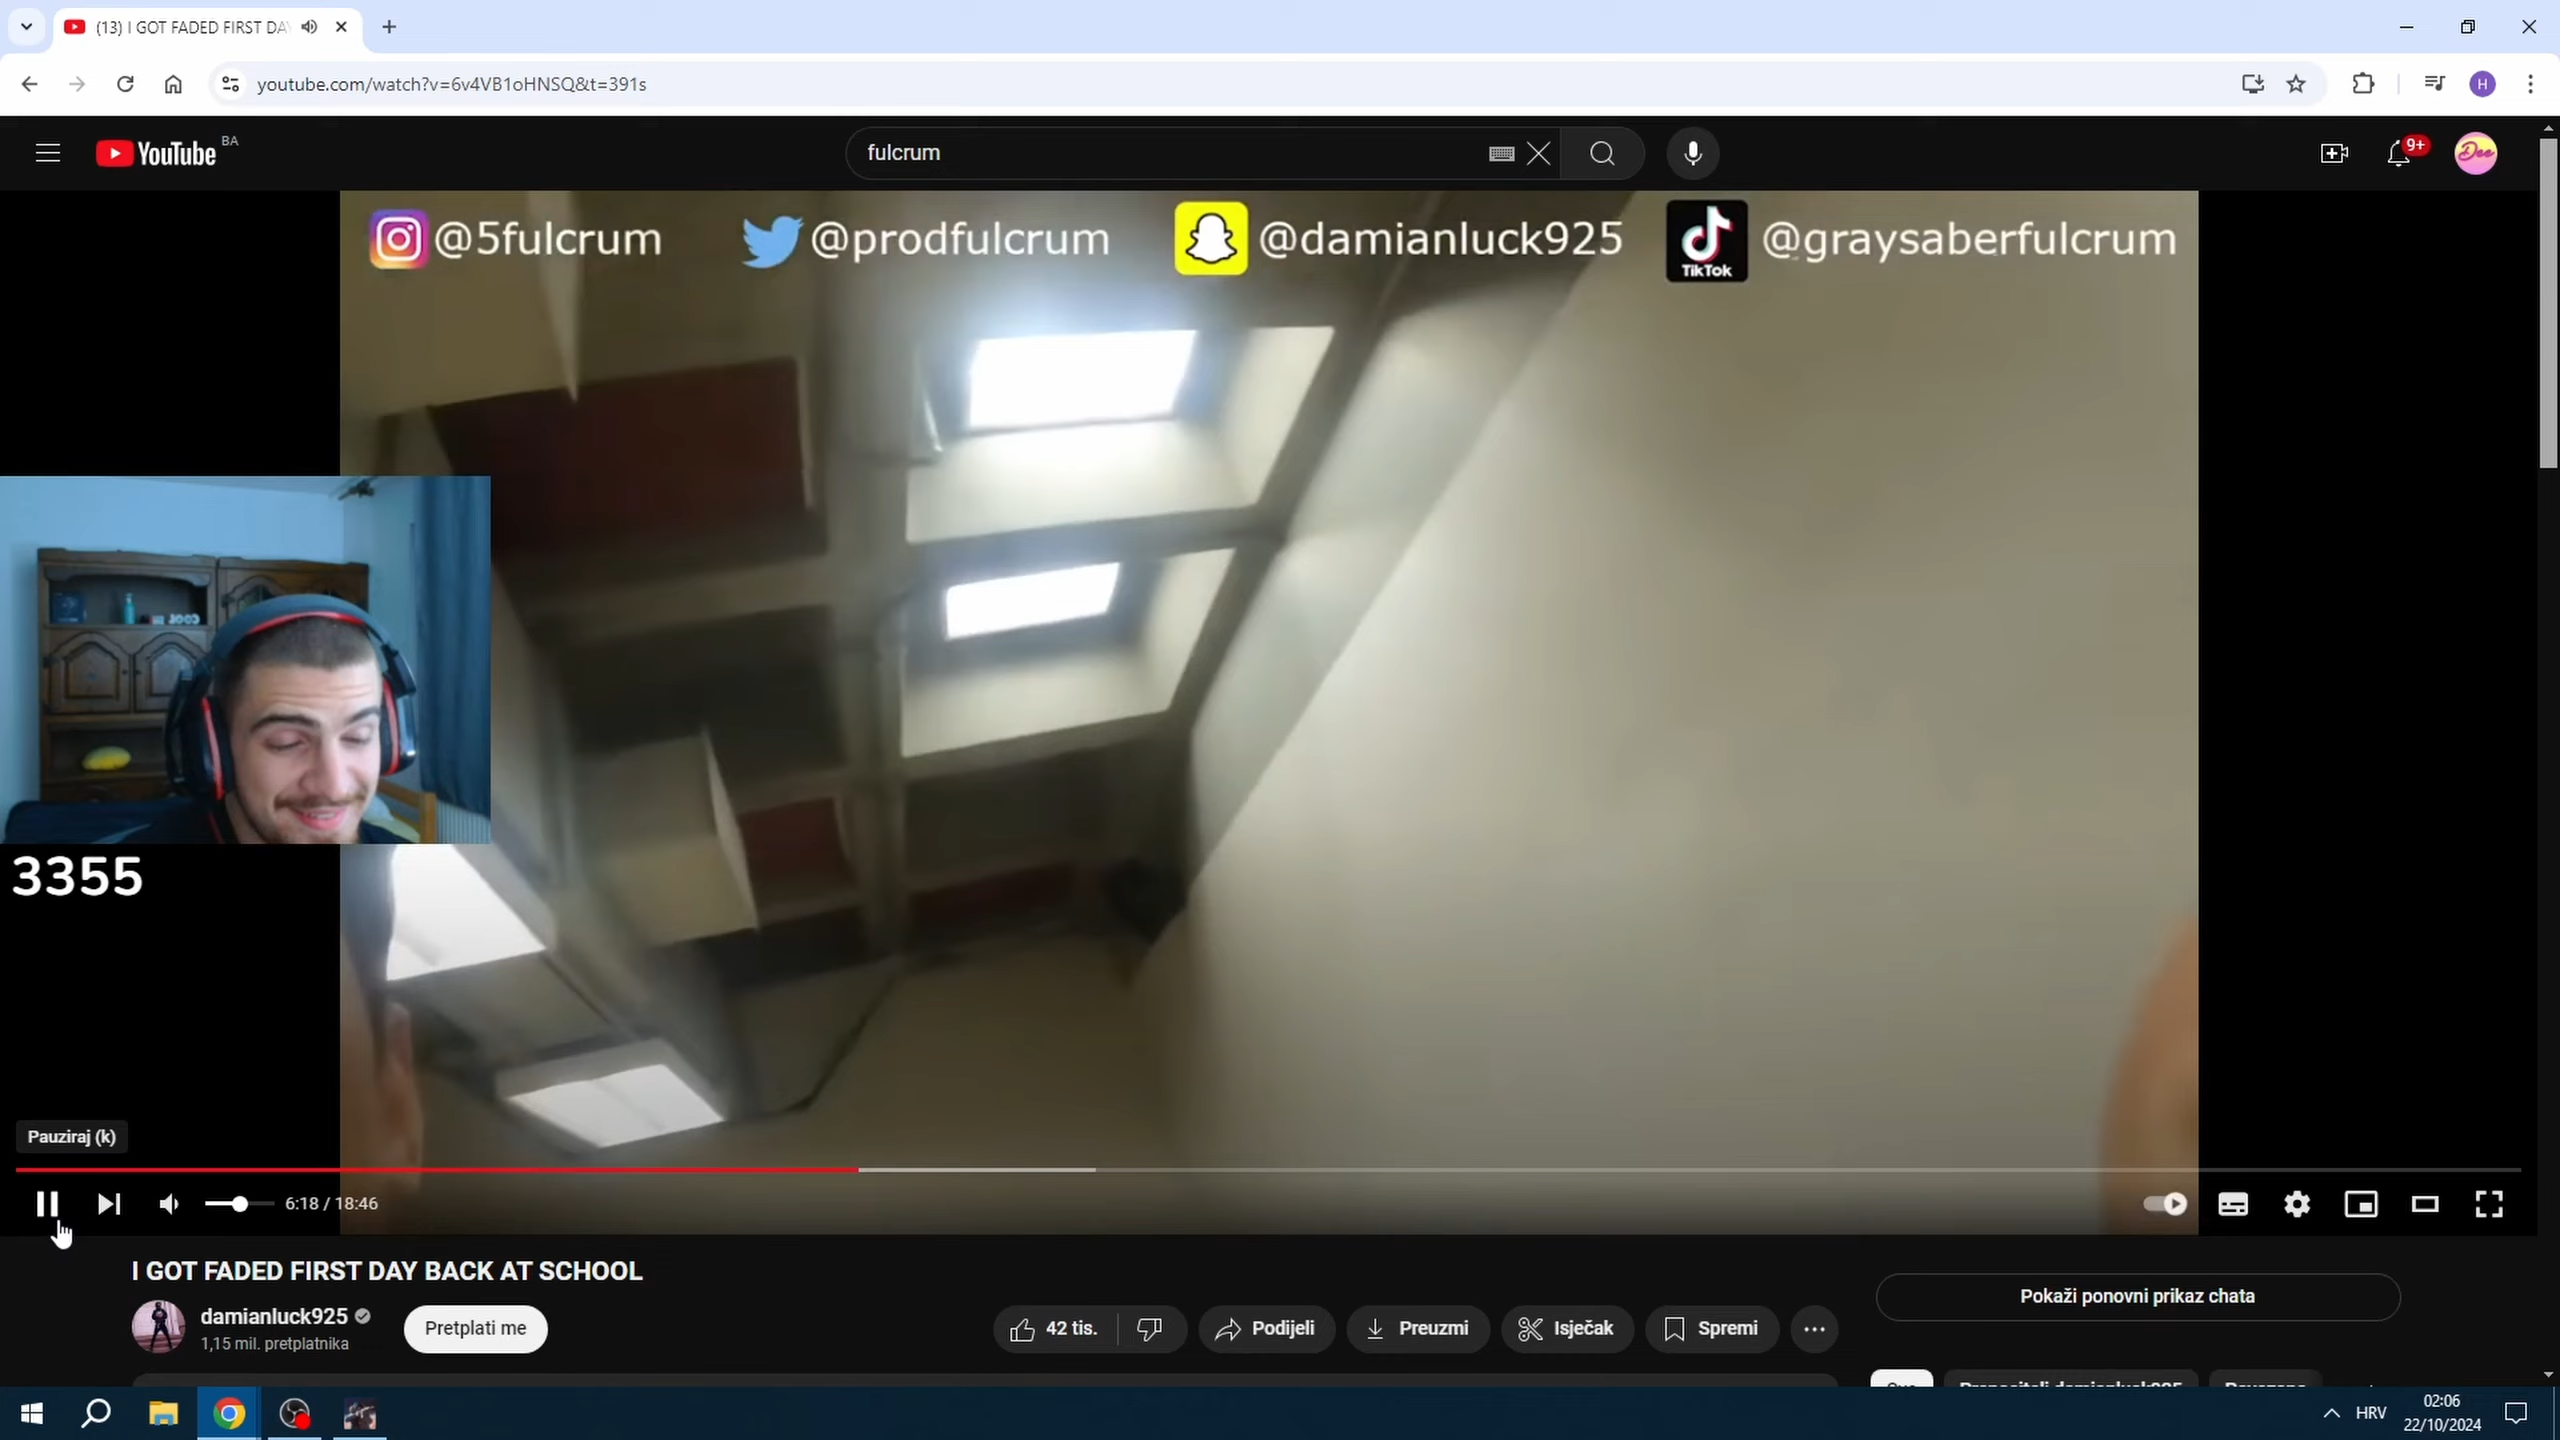 (13) I GOT FADED FIRST DA
youtube.com/watch?v=6v4VB1oHNSQ&t=391s
H
YouTube BA
fulcrum
9+
Dee
@5fulcrum
@prodfulcrum
@damianluck925
TikTok
@graysaberfulcrum
COOL
3355
Pauziraj (k)
6:18 / 18:46
I GOT FADED FIRST DAY BACK AT SCHOOL
damianluck925
1,15 mil. pretplatnika
Pretplati me
42 tis.
Podijeli
Preuzmi
Isječak
Spremi
Pokaži ponovni prikaz chata
HRV
02:06
22/10/2024